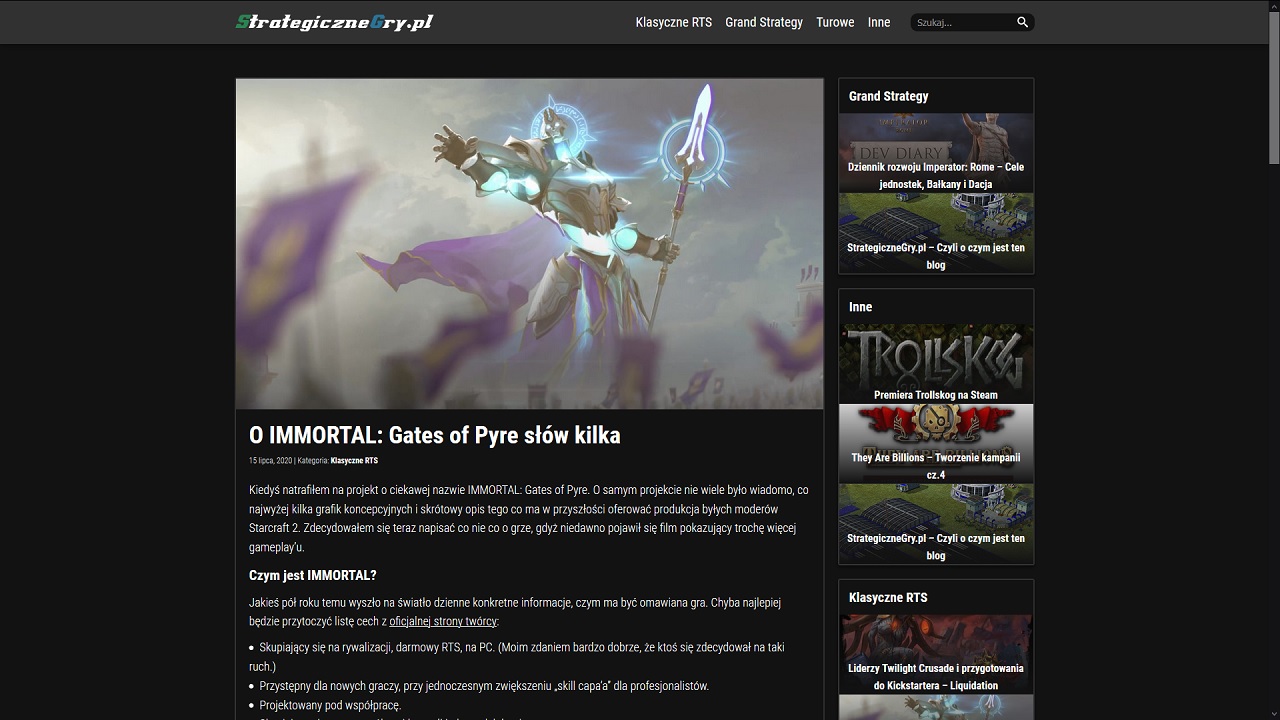 StrategiczneGry.pl
Klasyczne RTS
Grand Strategy
Turowe
Inne
Szukaj...
O IMMORTAL: Gates of Pyre słów kilka
15 lipca, 2020 | Kategoria: Klasyczne RTS
Kiedyś natrafiłem na projekt o ciekawej nazwie IMMORTAL: Gates of Pyre. O samym projekcie nie wiele było wiadomo, co
najwyżej kilka grafik koncepcyjnych i skrótowy opis tego co ma w przyszłości oferować produkcja byłych moderów
Starcraft 2. Zdecydowałem się teraz napisać co nie co o grze, gdyż niedawno pojawił się film pokazujący trochę więcej
gameplay'u.
Czym jest IMMORTAL?
Jakieś pół roku temu wyszło na światło dzienne konkretne informacje, czym ma być omawiana gra. Chyba najlepiej
będzie przytoczyć listę cech z oficjalnej strony twórcy:
• Skupiający się na rywalizacji, darmowy RTS, na PC. (Moim zdaniem bardzo dobrze, że ktoś się zdecydował na taki
ruch.)
• Przystępny dla nowych graczy, przy jednoczesnym zwiększeniu „skill capa'a” dla profesjonalistów.
• Projektowany pod współpracę.
Grand Strategy
DEV DIARY
Dziennik rozwoju Imperator: Rome – Cele
jednostek, Bałkany i Dacja
StrategiczneGry.pl – Czyli o czym jest ten
blog
Inne
TROLLSKOG
Premiera Trollskog na Steam
They Are Billions – Tworzenie kampanii
cz.4
StrategiczneGry.pl – Czyli o czym jest ten
blog
Klasyczne RTS
Liderzy Twilight Crusade i przygotowania
do Kickstartera – Liquidation